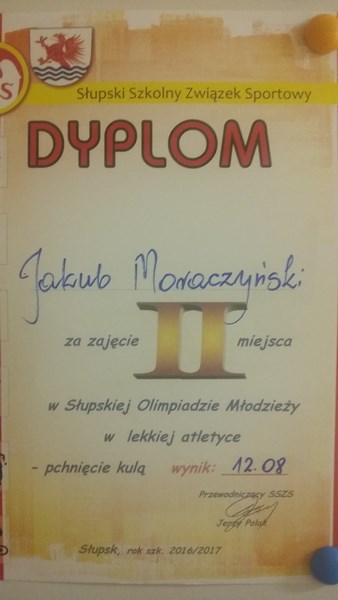 S
Słupski Szkolny Związek Sportowy
DYPLOM
Jakub Moraczyński
za zajęcie II miejsca
w Słupskiej Olimpiadzie Młodzieży
w lekkiej atletyce
- pchnięcie kulą wynik: 12.08
Przewodniczący SSZS
Jerzy Polak
Słupsk, rok szk. 2016/2017